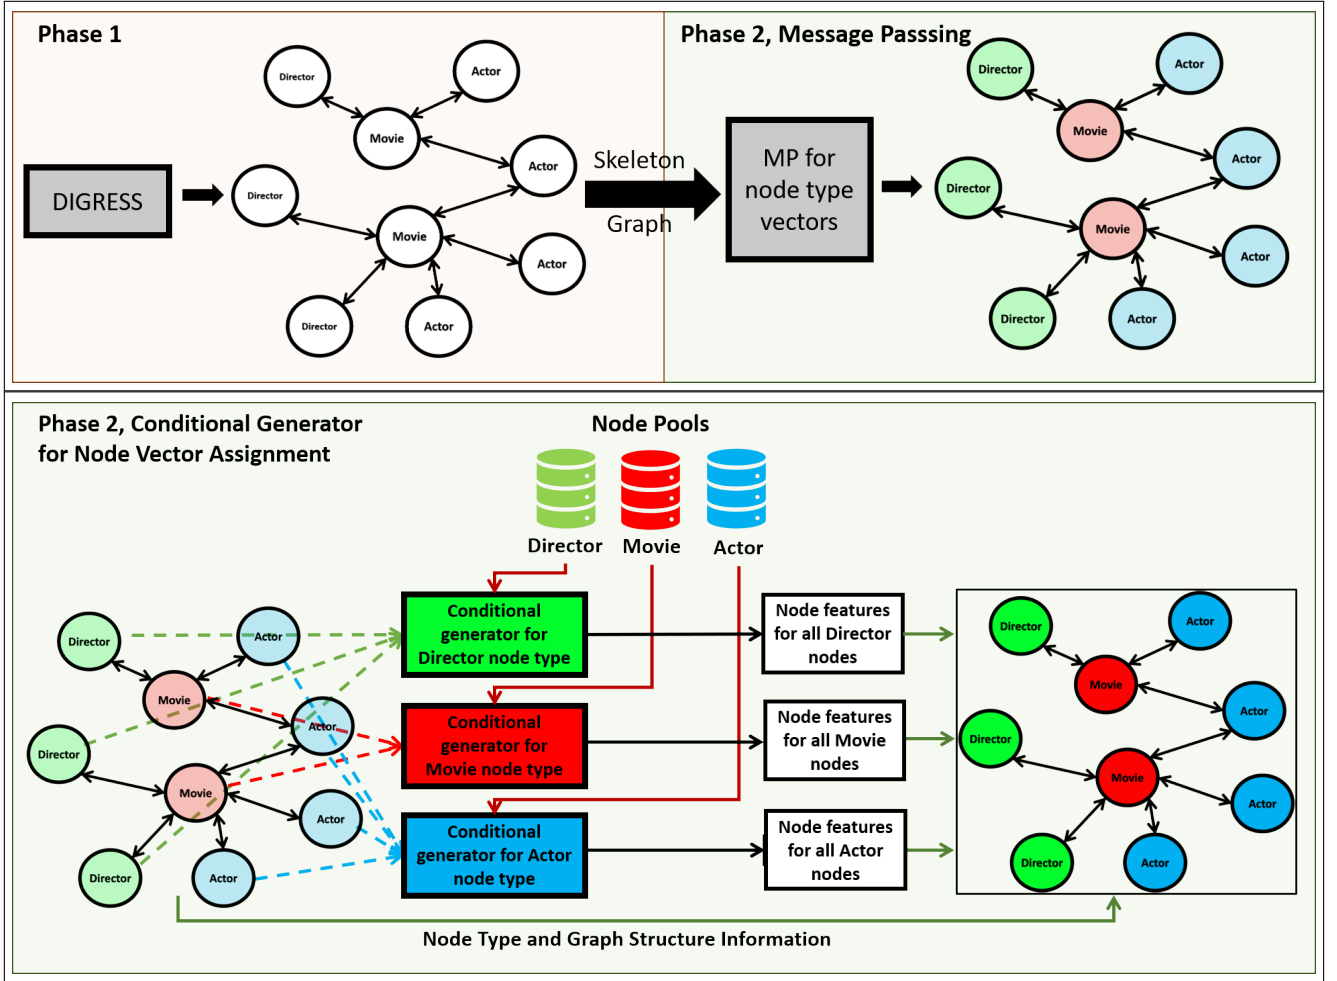 Phase 1
Director
Actor
Movie
Actor
Director
Movie
Actor
Director
Actor
DIGRESS
Skeleton
Graph
Phase 2, Message Passsing
MP for
node type
vectors
Director
Actor
Movie
Actor
Director
Movie
Actor
Director
Actor
Phase 2, Conditional Generator
for Node Vector Assignment
Node Pools
Director
Movie
Actor
Director
Actor
Movie
Actor
Director
Movie
Actor
Director
Actor
Conditional
generator for
Director node type
Conditional
generator for
Movie node type
Conditional
generator for Actor
node type
Node features
for all Director
nodes
Node features
for all Movie
nodes
Node features
for all Actor
nodes
Director
Actor
Movie
Actor
Director
Movie
Actor
Director
Actor
Node Type and Graph Structure Information